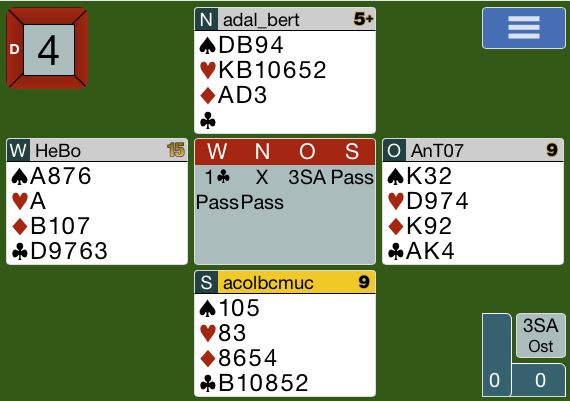 D 4
N adal_bert 5+
♠DB94
♥KB10652
♦AD3
♣
W HeBo 15
♠A876
♥A
♦B107
♣D9763
W N O S
1♣ X 3SA Pass
Pass Pass
O AnT07 9
♠K32
♥D974
♦K92
♣AK4
S acolbcmuc 9
♠105
♥83
♦8654
♣B10852
3SA
Ost
0 0